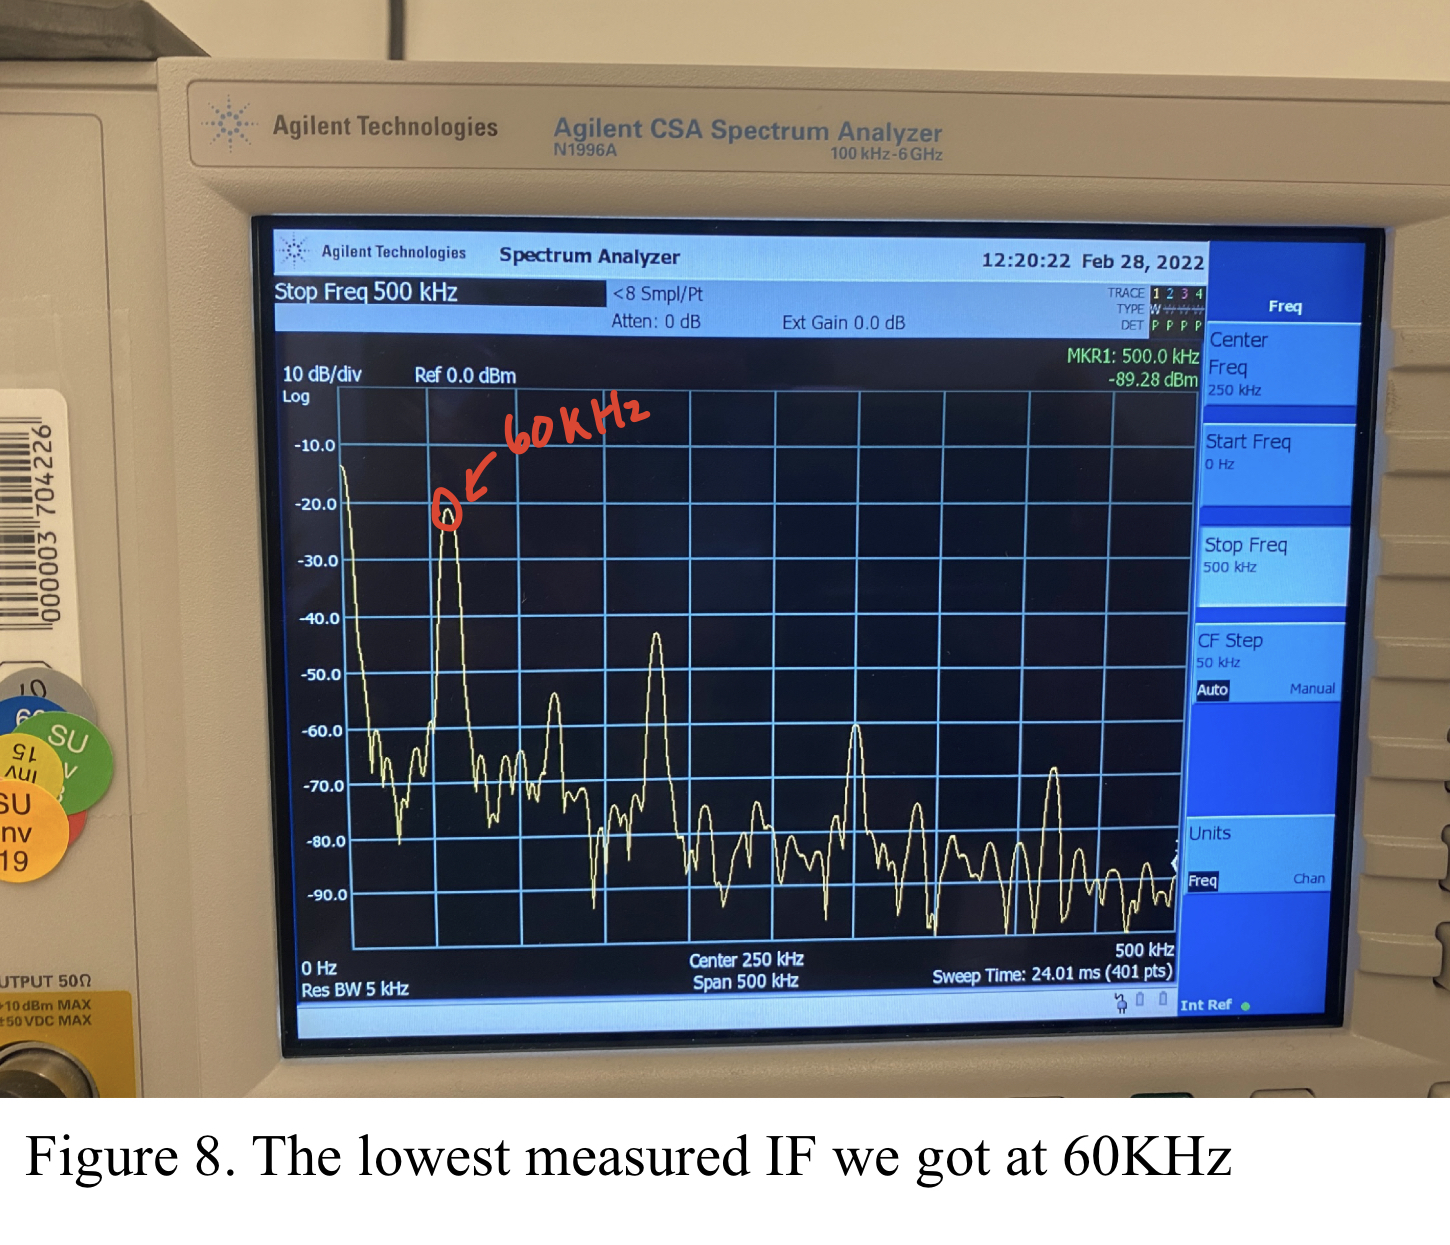 Agilent Technologies
Agilent CSA Spectrum Analyzer
N1996A
100 kHz-6 GHz
Agilent Technologies
Spectrum Analyzer
12:20:22 Feb 28, 2022
Stop Freq 500 kHz
<8 Smpl/Pt
Atten: 0 dB
Ext Gain 0.0 dB
TRACE 1 2 3 4
TYPE W
DET P P P P
MKR1: 500.0 kHz
-89.28 dBm
10 dB/div
Ref 0.0 dBm
Log
60KHz
-10.0
-20.0
-30.0
-40.0
-50.0
-60.0
-70.0
-80.0
-90.0
0 Hz
Center 250 kHz
500 kHz
Res BW 5 kHz
Span 500 kHz
Sweep Time: 24.01 ms (401 pts)
Freq
Center
Freq
250 kHz
Start Freq
0 Hz
Stop Freq
500 kHz
CF Step
50 kHz
Auto
Manual
Units
Freq
Chan
Int Ref
000003 704226
10
SU
15
INV
SU
nv
19
UTPUT 50Ω
+10 dBm MAX
±50 VDC MAX
Figure 8. The lowest measured IF we got at 60KHz